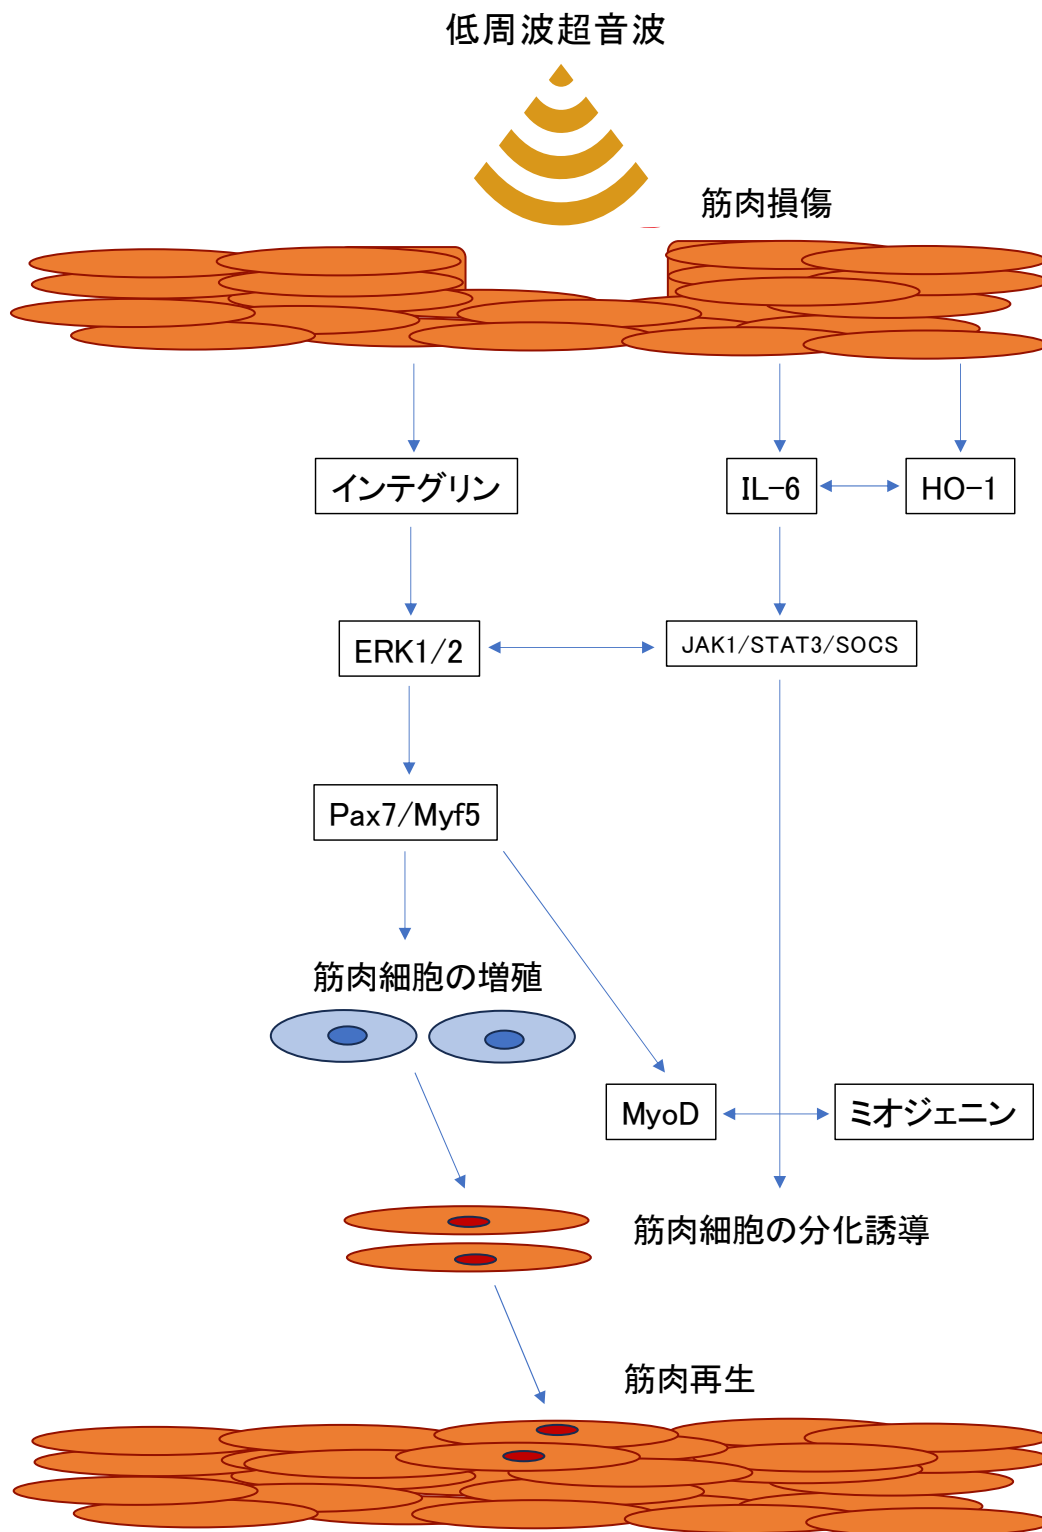 低周波超音波
筋肉損傷
インテグリン
IL-6
HO-1
ERK1/2
JAK1/STAT3/SOCS
Pax7/Myf5
筋肉細胞の増殖
MyoD
ミオジェニン
筋肉細胞の分化誘導
筋肉再生